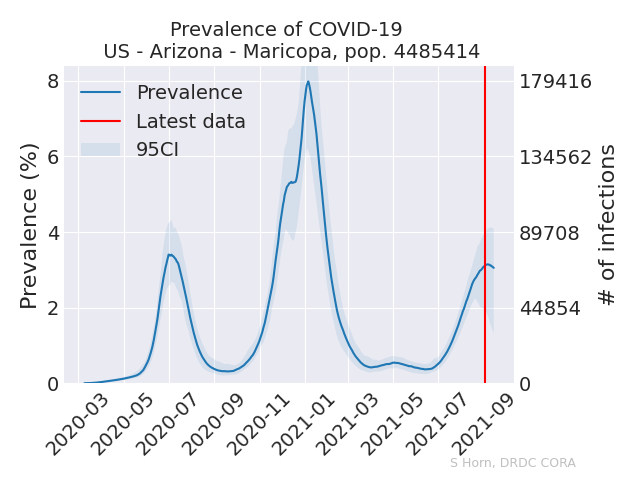 Prevalence of COVID-19
US - Arizona - Maricopa, pop. 4485414
Prevalence
Latest data
95CI
Prevalence (%)
8
6
4
2
0
179416
134562
89708
44854
0
# of infections
2020-03
2020-05
2020-07
2020-09
2020-11
2021-01
2021-03
2021-05
2021-07
2021-09
S Horn, DRDC CORA